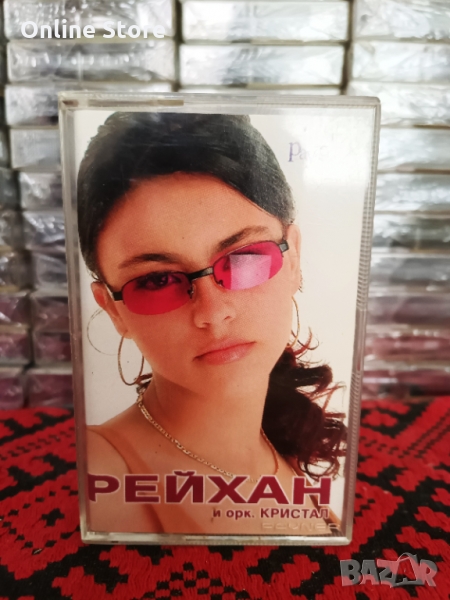 Online Store
РЕЙХАН
и орк. КРИСТАЛ
BAZAR